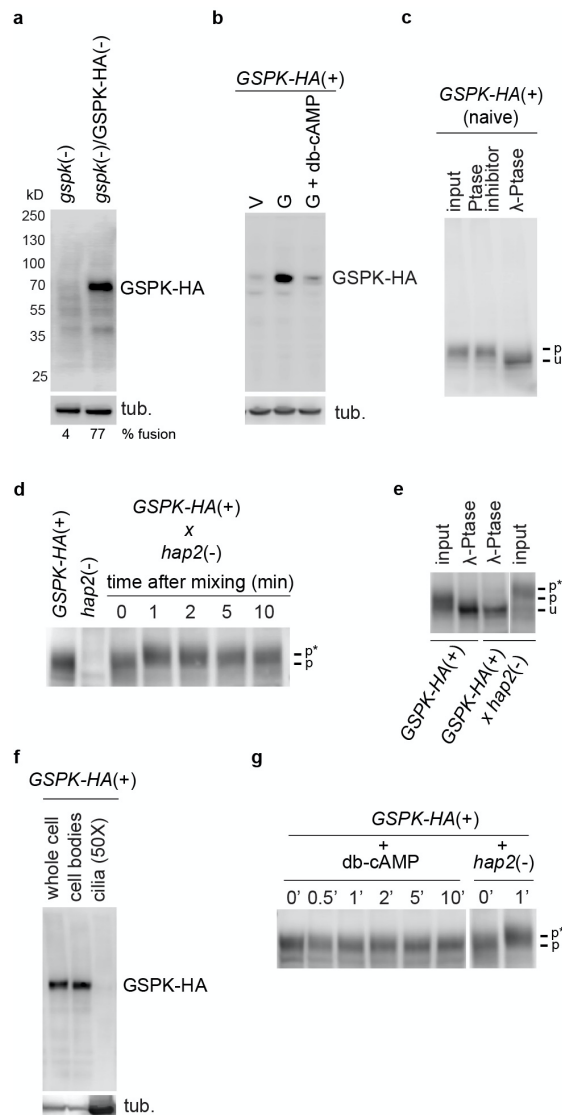 a
gspk(-)
gspk(-)/GSPK-HA(-)
kD
250
130
100
70
55
35
25
GSPK-HA
tub.
4 77 % fusion
b
GSPK-HA(+)
V
G
G + db-cAMP
GSPK-HA
tub.
c
GSPK-HA(+)
(naive)
input
Ptase
inhibitor
λ-Ptase
p
u
d
GSPK-HA(+)
hap2(-)
GSPK-HA(+)
x
hap2(-)
time after mixing (min)
0 1 2 5 10
p*
p
e
input
λ-Ptase
λ-Ptase
input
p*
p
u
GSPK-HA(+)
GSPK-HA(+)
x hap2(-)
f
GSPK-HA(+)
whole cell
cell bodies
cilia (50X)
GSPK-HA
tub.
g
GSPK-HA(+)
+
db-cAMP
+
hap2(-)
0' 0.5' 1' 2' 5' 10' 0' 1'
p*
p